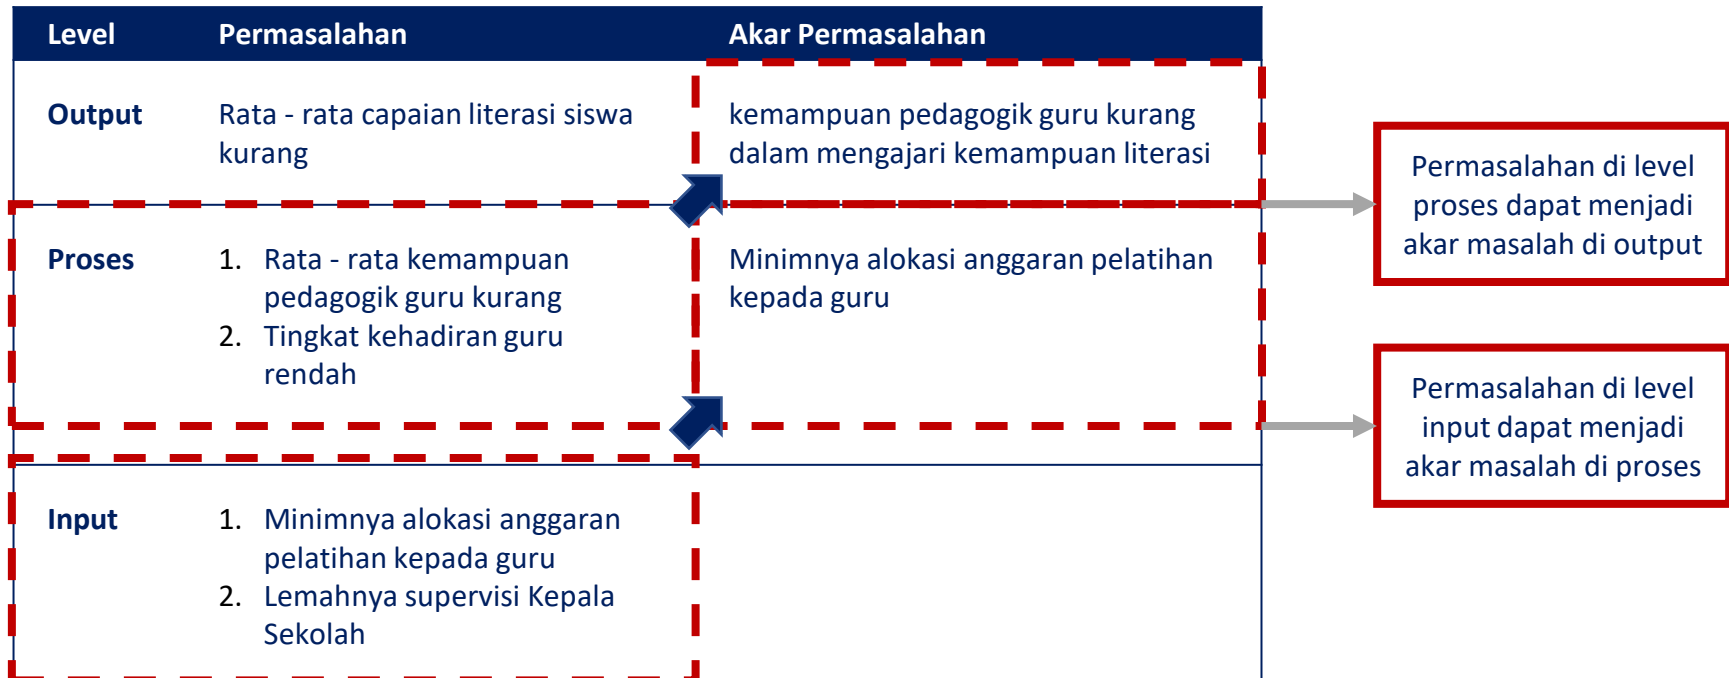 Level Permasalahan Akar Permasalahan
Output
Rata - rata capaian literasi siswa
kurang
kemampuan pedagogik guru kurang
dalam mengajari kemampuan literasi
Proses
1. Rata - rata kemampuan
pedagogik guru kurang
2. Tingkat kehadiran guru
rendah
Minimnya alokasi anggaran pelatihan
kepada guru
Input
1. Minimnya alokasi anggaran
pelatihan kepada guru
2. Lemahnya supervisi Kepala
Sekolah
Permasalahan di level
proses dapat menjadi
akar masalah di output
Permasalahan di level
input dapat menjadi
akar masalah di proses